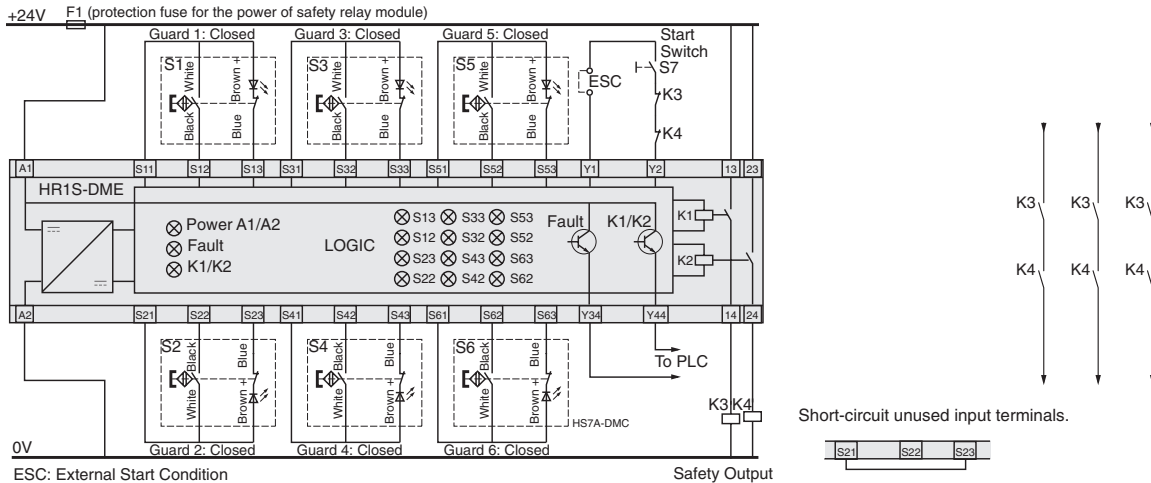 +24V F1 (protection fuse for the power of safety relay module)
Guard 1: Closed Guard 3: Closed Guard 5: Closed Start
Switch
S1 White Brown + S3 White Brown + S5 White Brown + ESC S7
K3
Black Blue Black Blue Black Blue K4
A1 S11 S12 S13 S31 S32 S33 S51 S52 S53 Y1 Y2 13 23
HR1S-DME
Power A1/A2
Fault
K1/K2
LOGIC
S13 S33 S53
S12 S32 S52
S23 S43 S63
S22 S42 S62
Fault K1/K2
K1
K2
A2 S21 S22 S23 S41 S42 S43 S61 S62 S63 Y34 Y44 14 24
S2 Black Blue S4 Black Blue S6 Black Blue
White Brown + White Brown + White Brown +
To PLC
HS7A-DMC
K3 K4
0V
Guard 2: Closed Guard 4: Closed Guard 6: Closed
ESC: External Start Condition Safety Output
K3 K3 K3
K4 K4 K4
Short-circuit unused input terminals.
S21 S22 S23